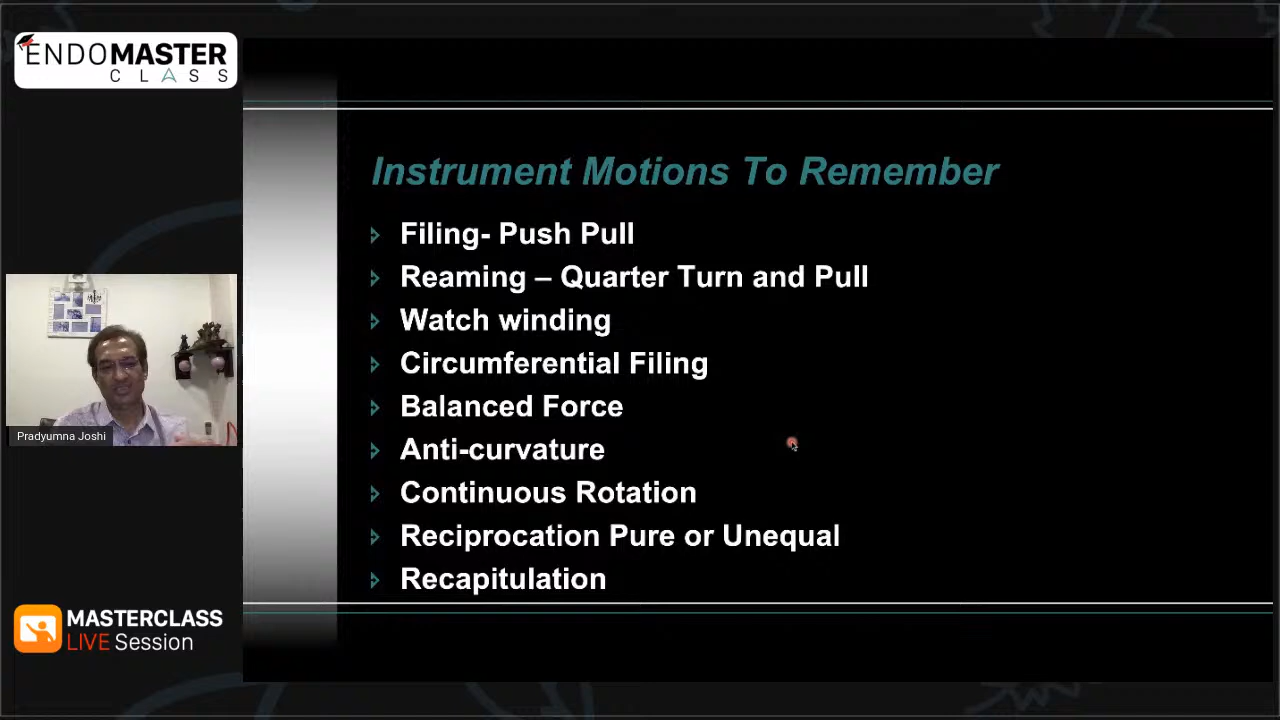 ENDOMASTER
CLASS
Instrument Motions To Remember
Filing- Push Pull
Reaming – Quarter Turn and Pull
Watch winding
Circumferential Filing
Balanced Force
Anti-curvature
Continuous Rotation
Reciprocation Pure or Unequal
Recapitulation
Pradyumna Joshi
MASTERCLASS
LIVE Session